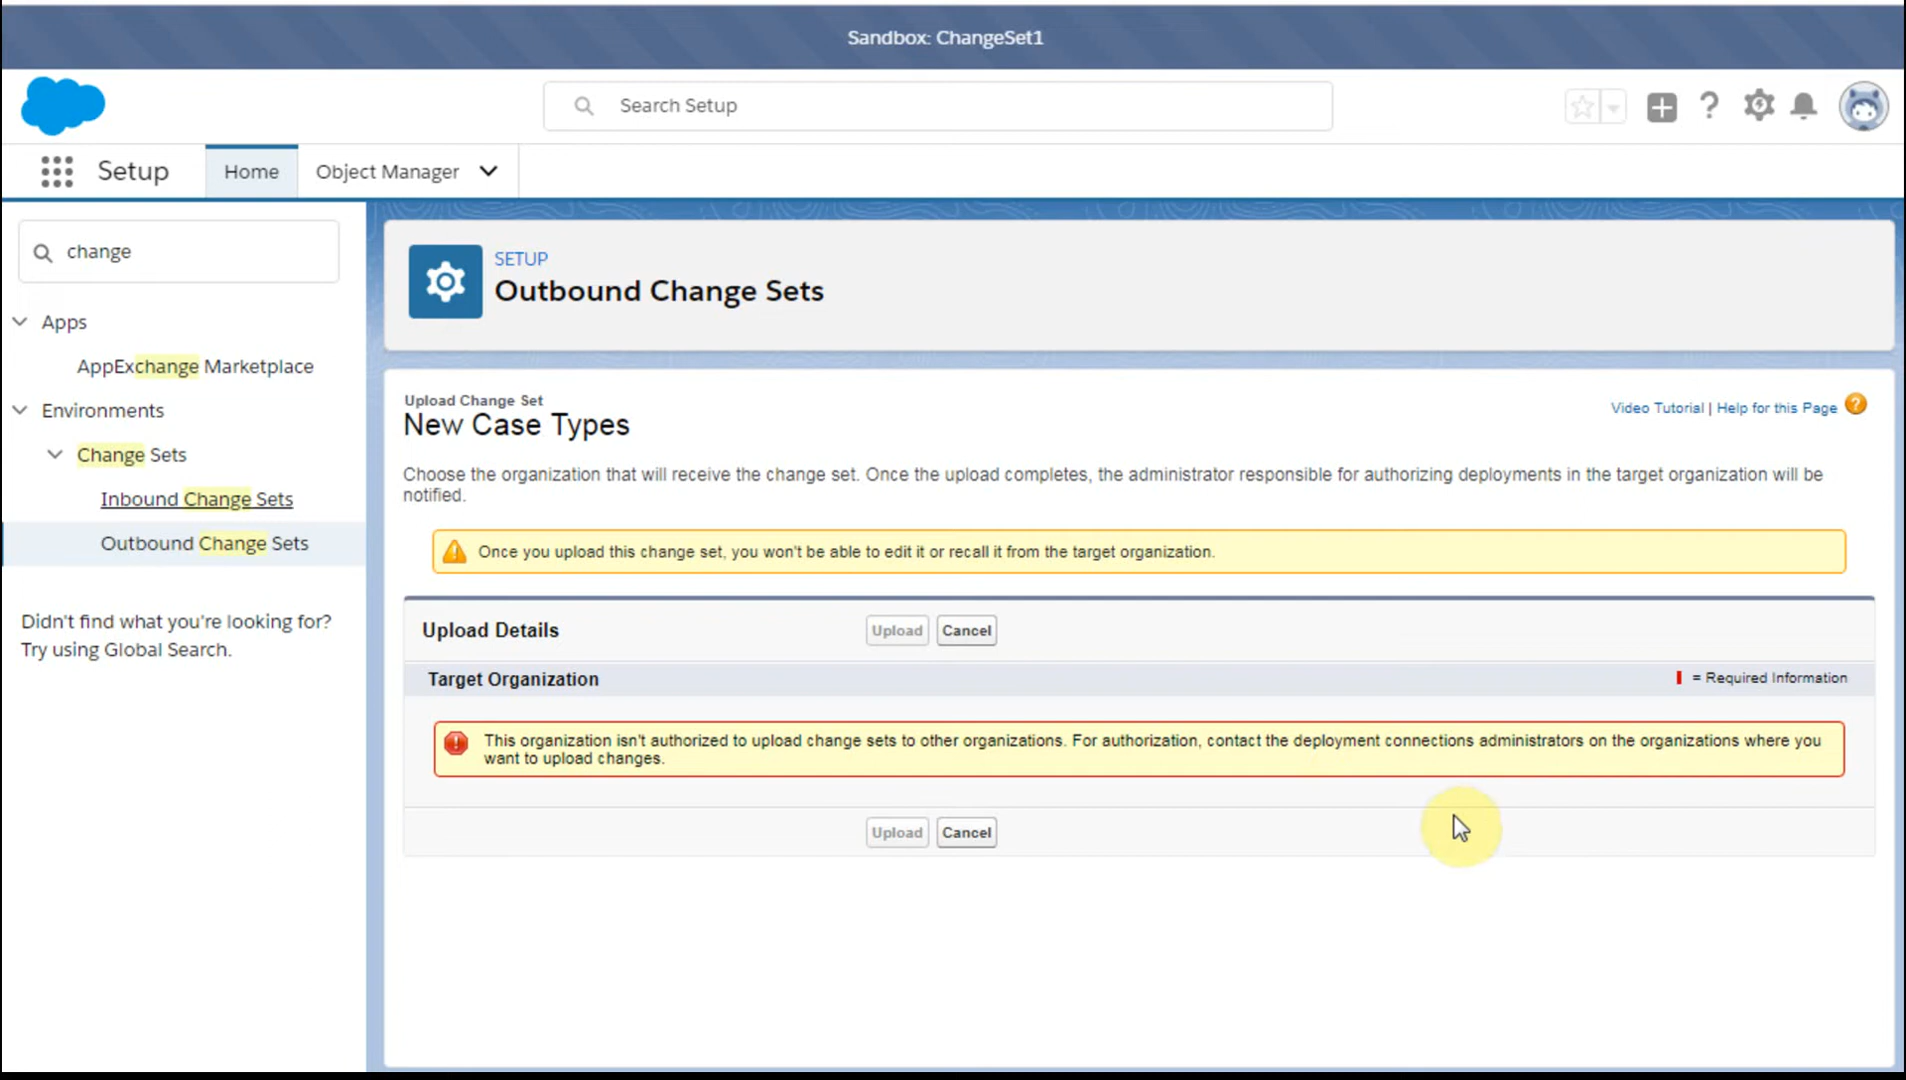 Sandbox: ChangeSet1
Search Setup
Setup
Home
Object Manager
change
Apps
AppExchange Marketplace
Environments
Change Sets
Inbound Change Sets
Outbound Change Sets
Didn't find what you're looking for?
Try using Global Search.
SETUP
Outbound Change Sets
Upload Change Set
New Case Types
Video Tutorial | Help for this Page
Choose the organization that will receive the change set. Once the upload completes, the administrator responsible for authorizing deployments in the target organization will be
notified.
Once you upload this change set, you won't be able to edit it or recall it from the target organization.
Upload Details
Upload
Cancel
Target Organization
= Required Information
This organization isn't authorized to upload change sets to other organizations. For authorization, contact the deployment connections administrators on the organizations where you
want to upload changes.
Upload
Cancel